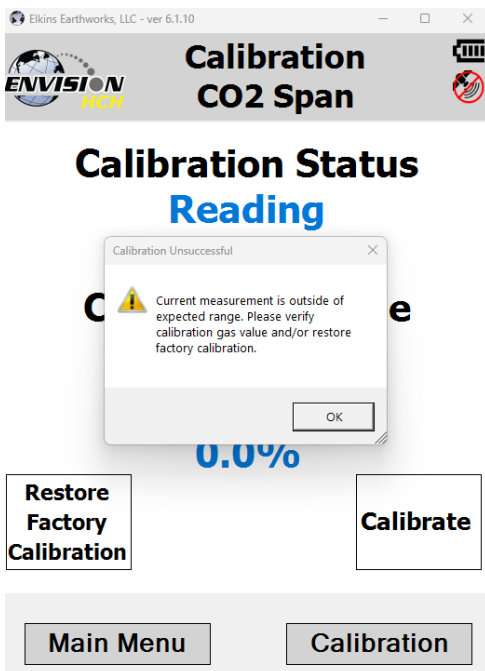 Elkins Earthworks, LLC - ver 6.1.10
ENVISION
HCH
Calibration
CO2 Span
Calibration Status
Reading
Calibration Unsuccessful
Current measurement is outside of
expected range. Please verify
calibration gas value and/or restore
factory calibration.
OK
0.0%
Restore
Factory
Calibration
Calibrate
Main Menu
Calibration